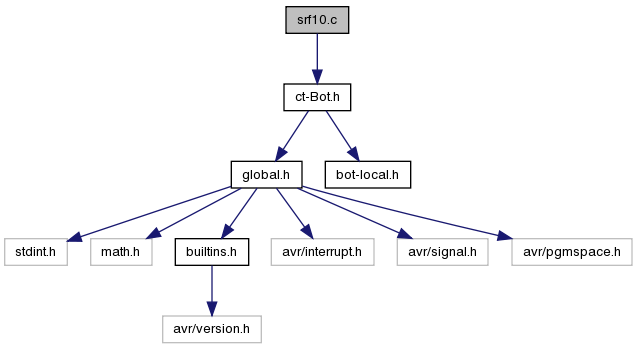 srf10.c
ct-Bot.h
global.h
bot-local.h
stdint.h
math.h
builtins.h
avr/interrupt.h
avr/signal.h
avr/pgmspace.h
avr/version.h